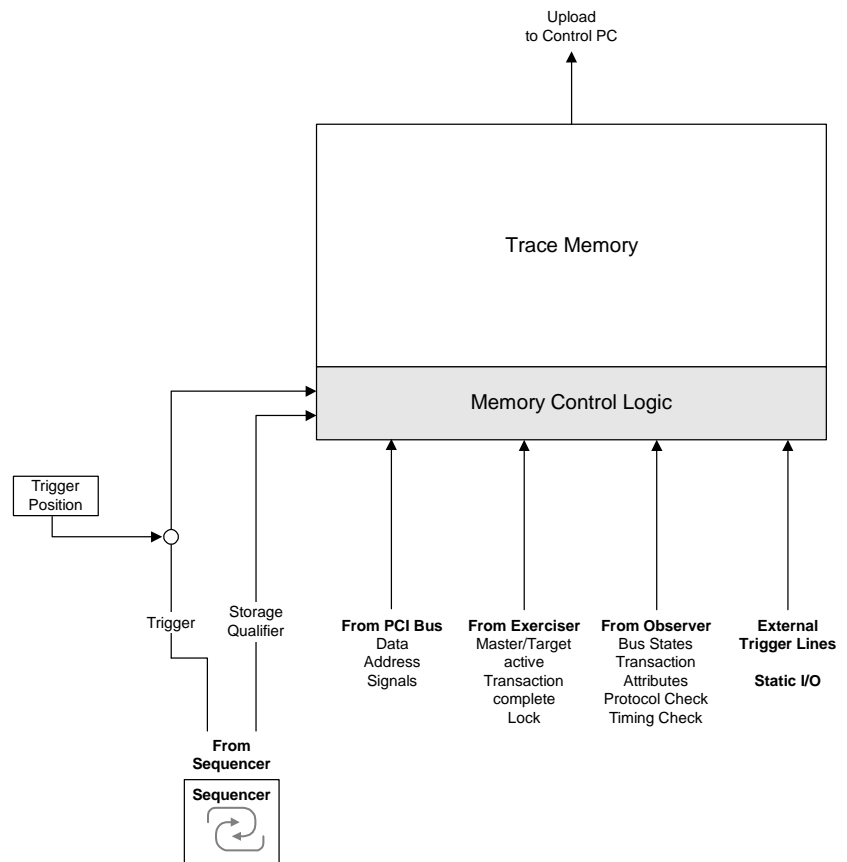 Upload
to Control PC
Trace Memory
Memory Control Logic
Trigger
Position
Trigger
Storage
Qualifier
From PCI Bus
Data
Address
Signals
From Exerciser
Master/Target
active
Transaction
complete
Lock
From Observer
Bus States
Transaction
Attributes
Protocol Check
Timing Check
External
Trigger Lines
Static I/O
From
Sequencer
Sequencer